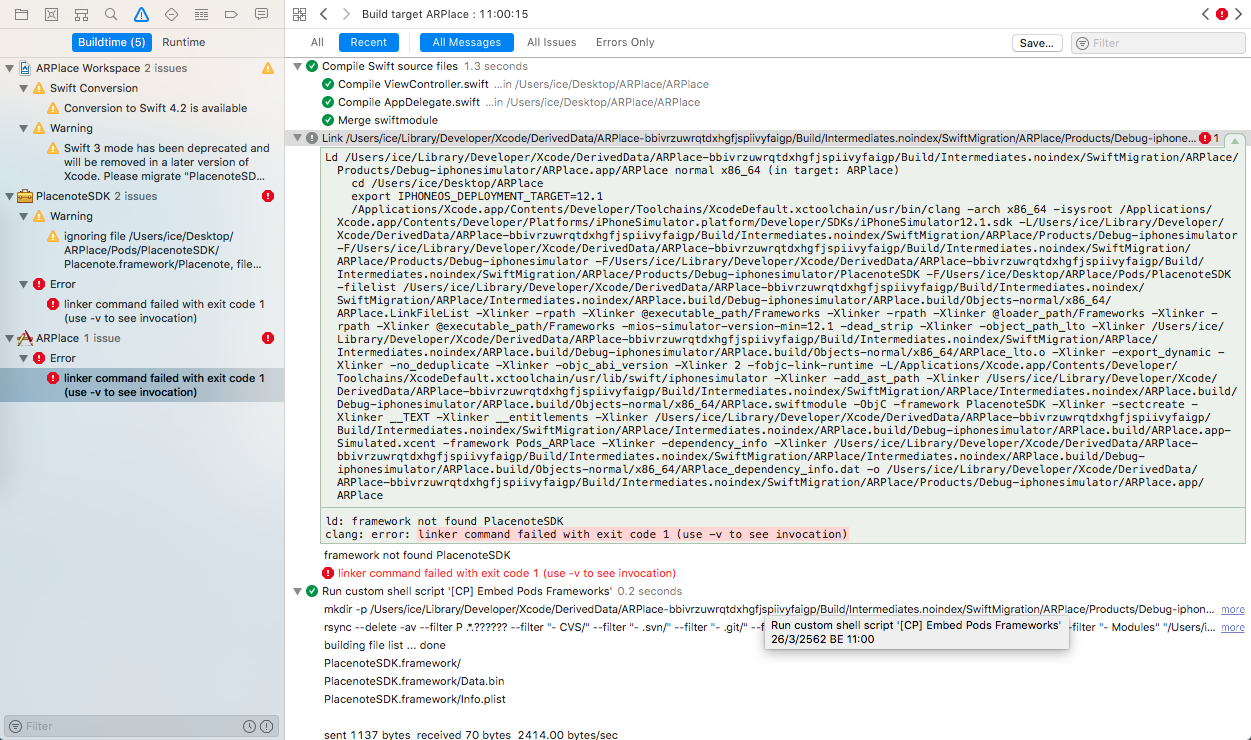 Build target ARPlace : 11:00:15
Buildtime (5) Runtime
All Recent All Messages All Issues Errors Only Save... Filter
ARPlace Workspace 2 issues
Swift Conversion
Conversion to Swift 4.2 is available
Warning
Swift 3 mode has been deprecated and
will be removed in a later version of
Xcode. Please migrate "PlacenoteSD...
PlacenoteSDK 2 issues
Warning
ignoring file /Users/ice/Desktop/
ARPlace/Pods/PlacenoteSDK/
Placenote.framework/Placenote, file...
Error
linker command failed with exit code 1
(use -v to see invocation)
ARPlace 1 issue
Error
linker command failed with exit code 1
(use -v to see invocation)
Filter
Compile Swift source files 1.3 seconds
Compile ViewController.swift ...in /Users/ice/Desktop/ARPlace/ARPlace
Compile AppDelegate.swift ...in /Users/ice/Desktop/ARPlace/ARPlace
Merge swiftmodule
Link /Users/ice/Library/Developer/Xcode/DerivedData/ARPlace-bbivrzuwrqtdxhgfjspiivyfaigp/Build/Intermediates.noindex/SwiftMigration/ARPlace/Products/Debug-iphone... 1
Ld /Users/ice/Library/Developer/Xcode/DerivedData/ARPlace-bbivrzuwrqtdxhgfjspiivyfaigp/Build/Intermediates.noindex/SwiftMigration/ARPlace/
Products/Debug-iphonesimulator/ARPlace.app/ARPlace normal x86_64 (in target: ARPlace)
cd /Users/ice/Desktop/ARPlace
export IPHONEOS_DEPLOYMENT_TARGET=12.1
/Applications/Xcode.app/Contents/Developer/Toolchains/XcodeDefault.xctoolchain/usr/bin/clang -arch x86_64 -isysroot /Applications/
Xcode.app/Contents/Developer/Platforms/iPhoneSimulator.platform/Developer/SDKs/iPhoneSimulator12.1.sdk -L/Users/ice/Library/Developer/
Xcode/DerivedData/ARPlace-bbivrzuwrqtdxhgfjspiivyfaigp/Build/Intermediates.noindex/SwiftMigration/ARPlace/Products/Debug-iphonesimulator
-F/Users/ice/Library/Developer/Xcode/DerivedData/ARPlace-bbivrzuwrqtdxhgfjspiivyfaigp/Build/Intermediates.noindex/SwiftMigration/
ARPlace/Products/Debug-iphonesimulator -F/Users/ice/Library/Developer/Xcode/DerivedData/ARPlace-bbivrzuwrqtdxhgfjspiivyfaigp/Build/
Intermediates.noindex/SwiftMigration/ARPlace/Products/Debug-iphonesimulator/PlacenoteSDK -F/Users/ice/Desktop/ARPlace/Pods/PlacenoteSDK
-filelist /Users/ice/Library/Developer/Xcode/DerivedData/ARPlace-bbivrzuwrqtdxhgfjspiivyfaigp/Build/Intermediates.noindex/
SwiftMigration/ARPlace/Intermediates.noindex/ARPlace.build/Debug-iphonesimulator/ARPlace.build/Objects-normal/x86_64/
ARPlace.LinkFileList -Xlinker -rpath -Xlinker @executable_path/Frameworks -Xlinker -rpath -Xlinker @loader_path/Frameworks -Xlinker -
rpath -Xlinker @executable_path/Frameworks -mios-simulator-version-min=12.1 -dead_strip -Xlinker -object_path_lto -Xlinker /Users/ice/
Library/Developer/Xcode/DerivedData/ARPlace-bbivrzuwrqtdxhgfjspiivyfaigp/Build/Intermediates.noindex/SwiftMigration/ARPlace/
Intermediates.noindex/ARPlace.build/Debug-iphonesimulator/ARPlace.build/Objects-normal/x86_64/ARPlace_lto.o -Xlinker -export_dynamic -
Xlinker -no_deduplicate -Xlinker -objc_abi_version -Xlinker 2 -fobjc-link-runtime -L/Applications/Xcode.app/Contents/Developer/
Toolchains/XcodeDefault.xctoolchain/usr/lib/swift/iphonesimulator -Xlinker -add_ast_path -Xlinker /Users/ice/Library/Developer/Xcode/
DerivedData/ARPlace-bbivrzuwrqtdxhgfjspiivyfaigp/Build/Intermediates.noindex/SwiftMigration/ARPlace/Intermediates.noindex/ARPlace.build/
Debug-iphonesimulator/ARPlace.build/Objects-normal/x86_64/ARPlace.swiftmodule -ObjC -framework PlacenoteSDK -Xlinker -sectcreate -
Xlinker __TEXT -Xlinker __entitlements -Xlinker /Users/ice/Library/Developer/Xcode/DerivedData/ARPlace-bbivrzuwrqtdxhgfjspiivyfaigp/
Build/Intermediates.noindex/SwiftMigration/ARPlace/Intermediates.noindex/ARPlace.build/Debug-iphonesimulator/ARPlace.build/ARPlace.app-
Simulated.xcent -framework Pods_ARPlace -Xlinker -dependency_info -Xlinker /Users/ice/Library/Developer/Xcode/DerivedData/ARPlace-
bbivrzuwrqtdxhgfjspiivyfaigp/Build/Intermediates.noindex/SwiftMigration/ARPlace/Intermediates.noindex/ARPlace.build/Debug-
iphonesimulator/ARPlace.build/Objects-normal/x86_64/ARPlace_dependency_info.dat -o /Users/ice/Library/Developer/Xcode/DerivedData/
ARPlace-bbivrzuwrqtdxhgfjspiivyfaigp/Build/Intermediates.noindex/SwiftMigration/ARPlace/Products/Debug-iphonesimulator/ARPlace.app/
ARPlace
ld: framework not found PlacenoteSDK
clang: error: linker command failed with exit code 1 (use -v to see invocation)
framework not found PlacenoteSDK
linker command failed with exit code 1 (use -v to see invocation)
Run custom shell script '[CP] Embed Pods Frameworks' 0.2 seconds
mkdir -p /Users/ice/Library/Developer/Xcode/DerivedData/ARPlace-bbivrzuwrqtdxhgfjspiivyfaigp/Build/Intermediates.noindex/SwiftMigration/ARPlace/Products/Debug-iphon... more
rsync --delete -av --filter P .*.?????? --filter "- CVS/" --filter "- .svn/" --filter "- .git/" --f -filter "- Modules" "/Users/i... more
Run custom shell script '[CP] Embed Pods Frameworks'
26/3/2562 BE 11:00
building file list ... done
PlacenoteSDK.framework/
PlacenoteSDK.framework/Data.bin
PlacenoteSDK.framework/Info.plist
sent 1137 bytes received 70 bytes 2414.00 bytes/sec